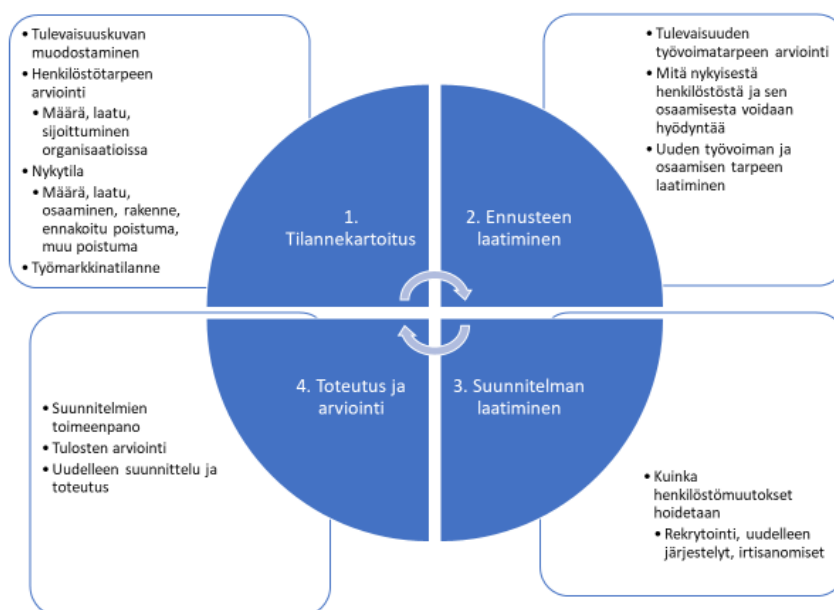 • Tulevaisuuskuvan
muodostaminen
• Henkilöstötarpeen
arviointi
• Määrä, laatu,
sijoittuminen
organisaatioissa
• Nykytila
• Määrä, laatu,
osaaminen, rakenne,
ennakoitu poistuma,
muu poistuma
• Työmarkkinatilanne
1.
Tilannekartoitus
2. Ennusteen
laatiminen
• Tulevaisuuden
työvoimatarpeen arviointi
• Mitä nykyisestä
henkilöstöstä ja sen
osaamisesta voidaan
hyödyntää
• Uuden työvoiman ja
osaamisen tarpeen
laatiminen
• Suunnitelmien
toimeenpano
• Tulosten arviointi
• Uudelleen suunnittelu ja
toteutus
4. Toteutus ja
arviointi
3. Suunnitelman
laatiminen
• Kuinka
henkilöstömuutokset
hoidetaan
• Rekrytointi, uudelleen
järjestelyt, irtisanomiset